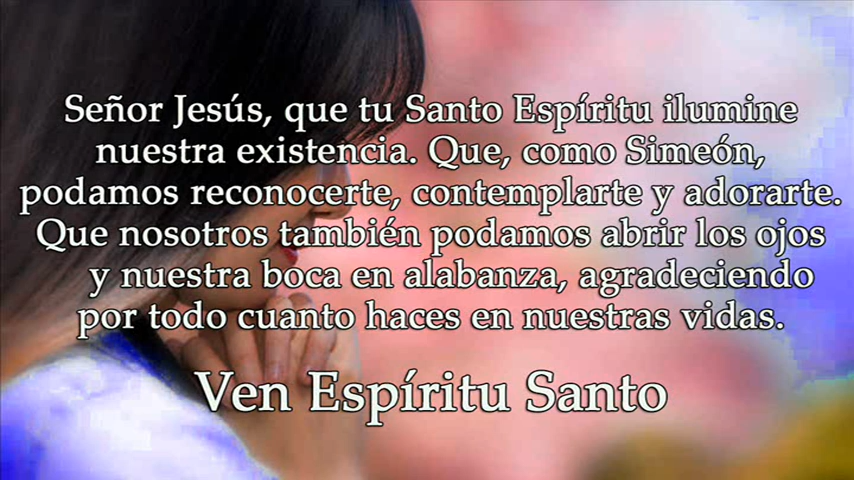 Señor Jesús, que tu Santo Espíritu ilumine
nuestra existencia. Que, como Simeón,
podamos reconocerte, contemplarte y adorarte.
Que nosotros también podamos abrir los ojos
y nuestra boca en alabanza, agradeciendo
por todo cuanto haces en nuestras vidas.
Ven Espíritu Santo